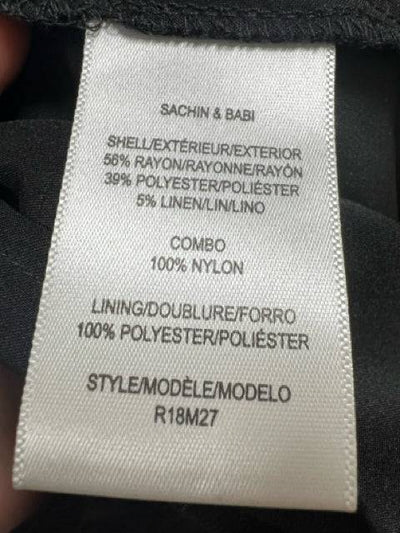 SACHIN & BABI
SHELL/EXTÉRIEURE/EXTERIOR
56% RAYON/RAYONNE/RAYÓN
39% POLYESTER/POLIÉSTER
5% LINEN/LIN/LINO
COMBO
100% NYLON
LINING/DOUBLURE/FORRO
100% POLYESTER/POLIÉSTER
STYLE/MODÈLE/MODELO
R18M27